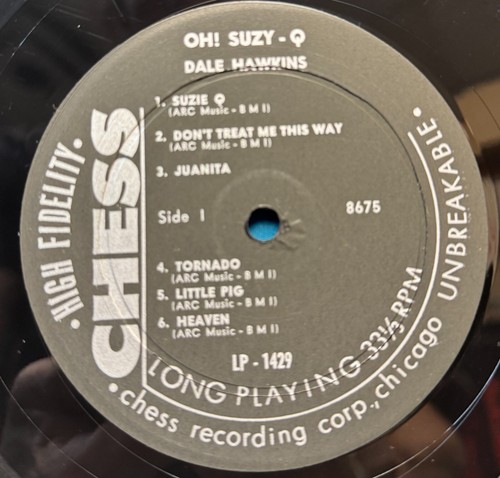 OH! SUZY-Q
DALE HAWKINS
1. SUZIE Q
(ARC Music - B M I)
2. DON'T TREAT ME THIS WAY
(ARC Music - B M I)
3. JUANITA
Side 1
8675
4. TORNADO
(ARC Music - B M I)
5. LITTLE PIG
(ARC Music - B M I)
6. HEAVEN
(ARC Music - B M I)
LP - 1429
LONG PLAYING 33⅓ RPM
• HIGH FIDELITY •
CHESS
• chess recording corp., chicago UNBREAKABLE •